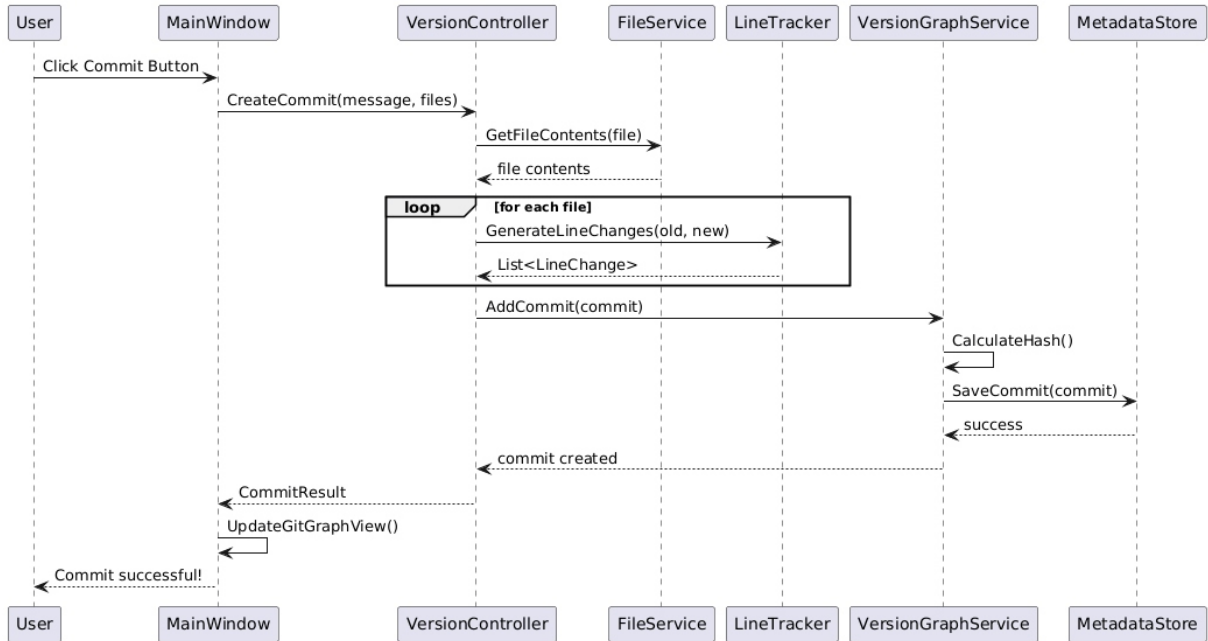 User MainWindow VersionController FileService LineTracker VersionGraphService MetadataStore
Click Commit Button
CreateCommit(message, files)
GetFileContents(file)
file contents
loop [for each file]
GenerateLineChanges(old, new)
List<LineChange>
AddCommit(commit)
CalculateHash()
SaveCommit(commit)
success
commit created
CommitResult
UpdateGitGraphView()
Commit successful!
User MainWindow VersionController FileService LineTracker VersionGraphService MetadataStore